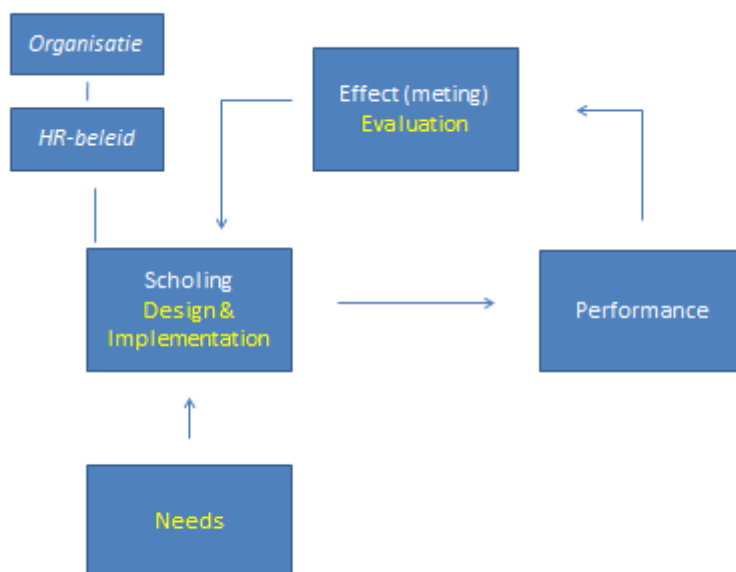 Organisatie
HR-beleid
Effect (meting)
Evaluation
Scholing
Design &
Implementation
Performance
Needs